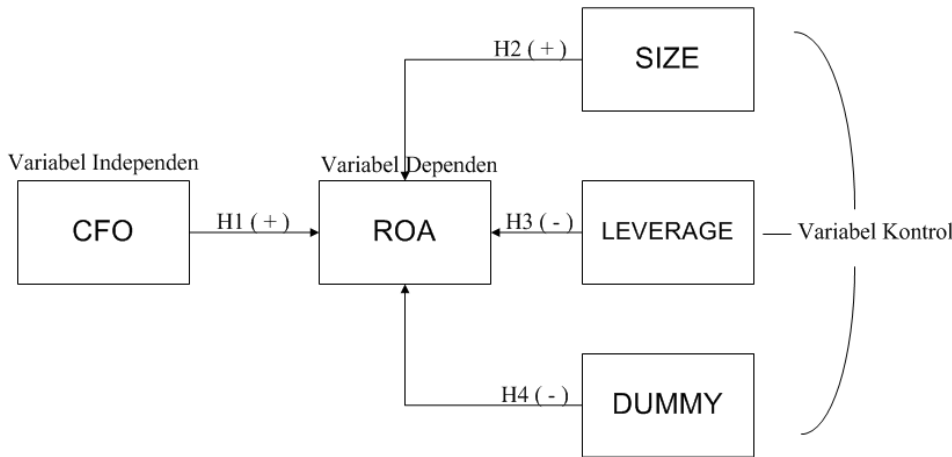 H2 ( + )
SIZE
Variabel Independen
Variabel Dependen
CFO
H1 ( + )
ROA
H3 ( - )
LEVERAGE
Variabel Kontrol
H4 ( - )
DUMMY